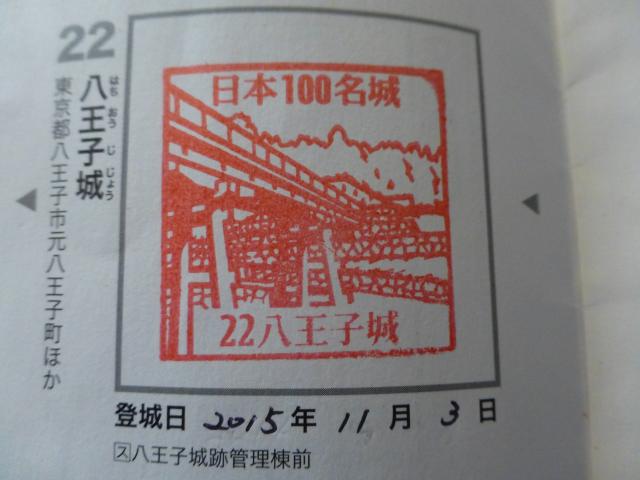 22
八王子城
はちおうじじょう
東京都八王子市元八王子町ほか
日本100名城
22八王子城
登城日 2015年 11月 3日
ス八王子城跡管理棟前